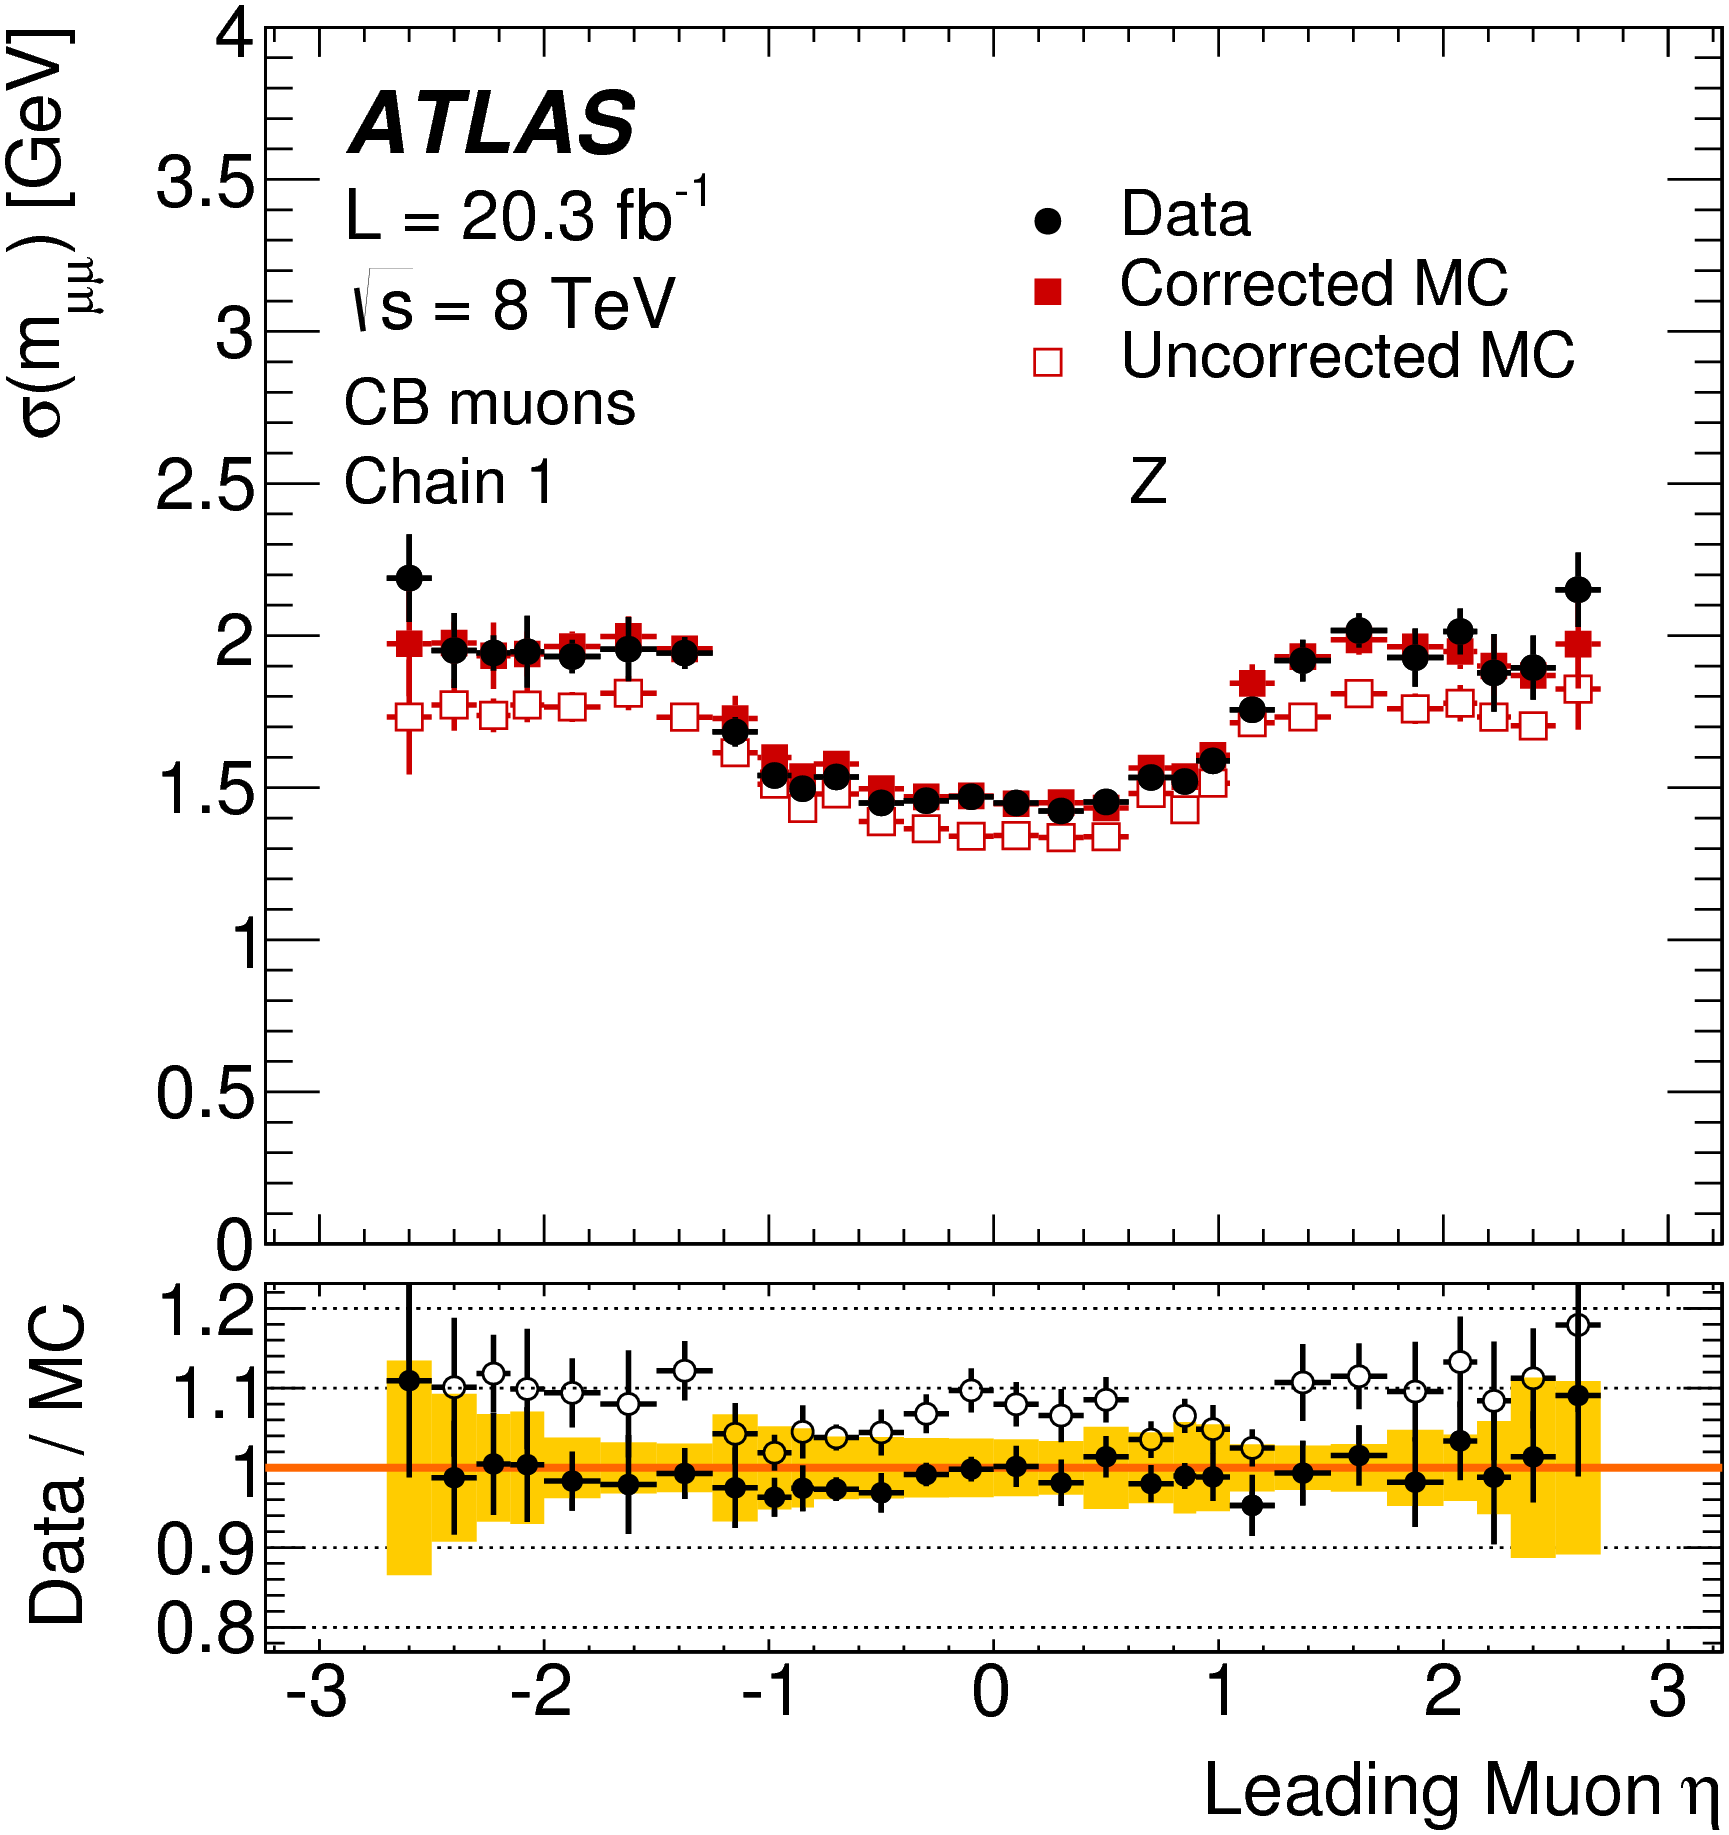 σ(m_μμ) [GeV]
4
3.5
3
2.5
2
1.5
1
0.5
0
ATLAS
L = 20.3 fb⁻¹
√s = 8 TeV
CB muons
Chain 1
Data
Corrected MC
Uncorrected MC
Z
Data / MC
1.2
1.1
1
0.9
0.8
-3 -2 -1 0 1 2 3
Leading Muon η